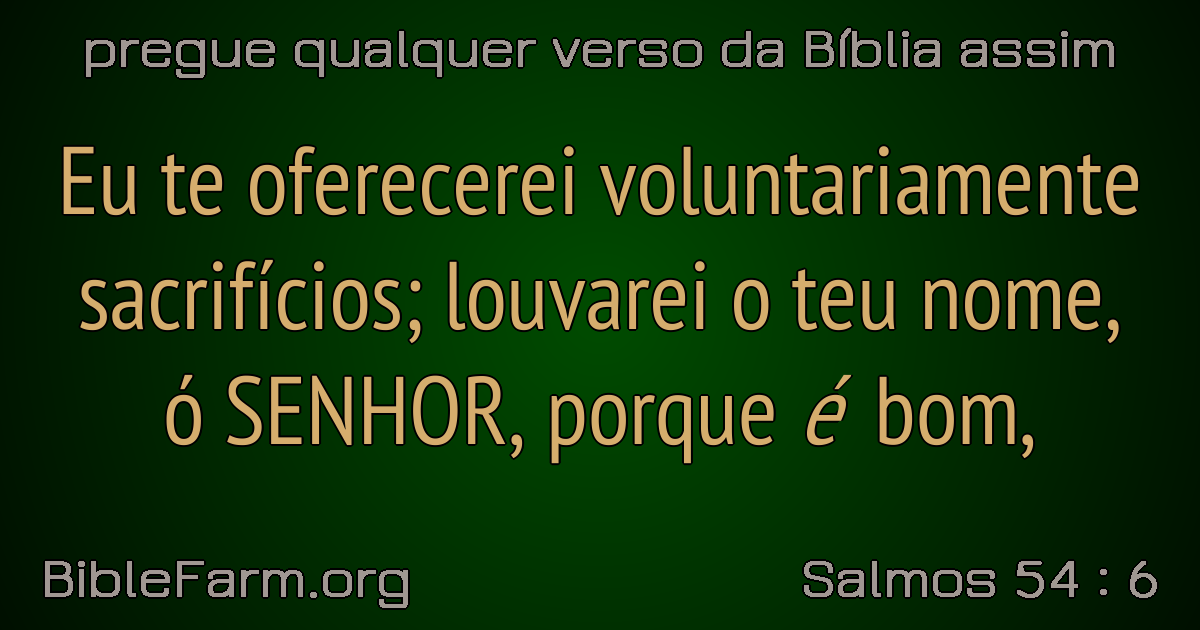 pregue qualquer verso da Bíblia assim
Eu te oferecerei voluntariamente
sacrifícios; louvarei o teu nome,
ó SENHOR, porque é bom,
BibleFarm.org
Salmos 54 : 6